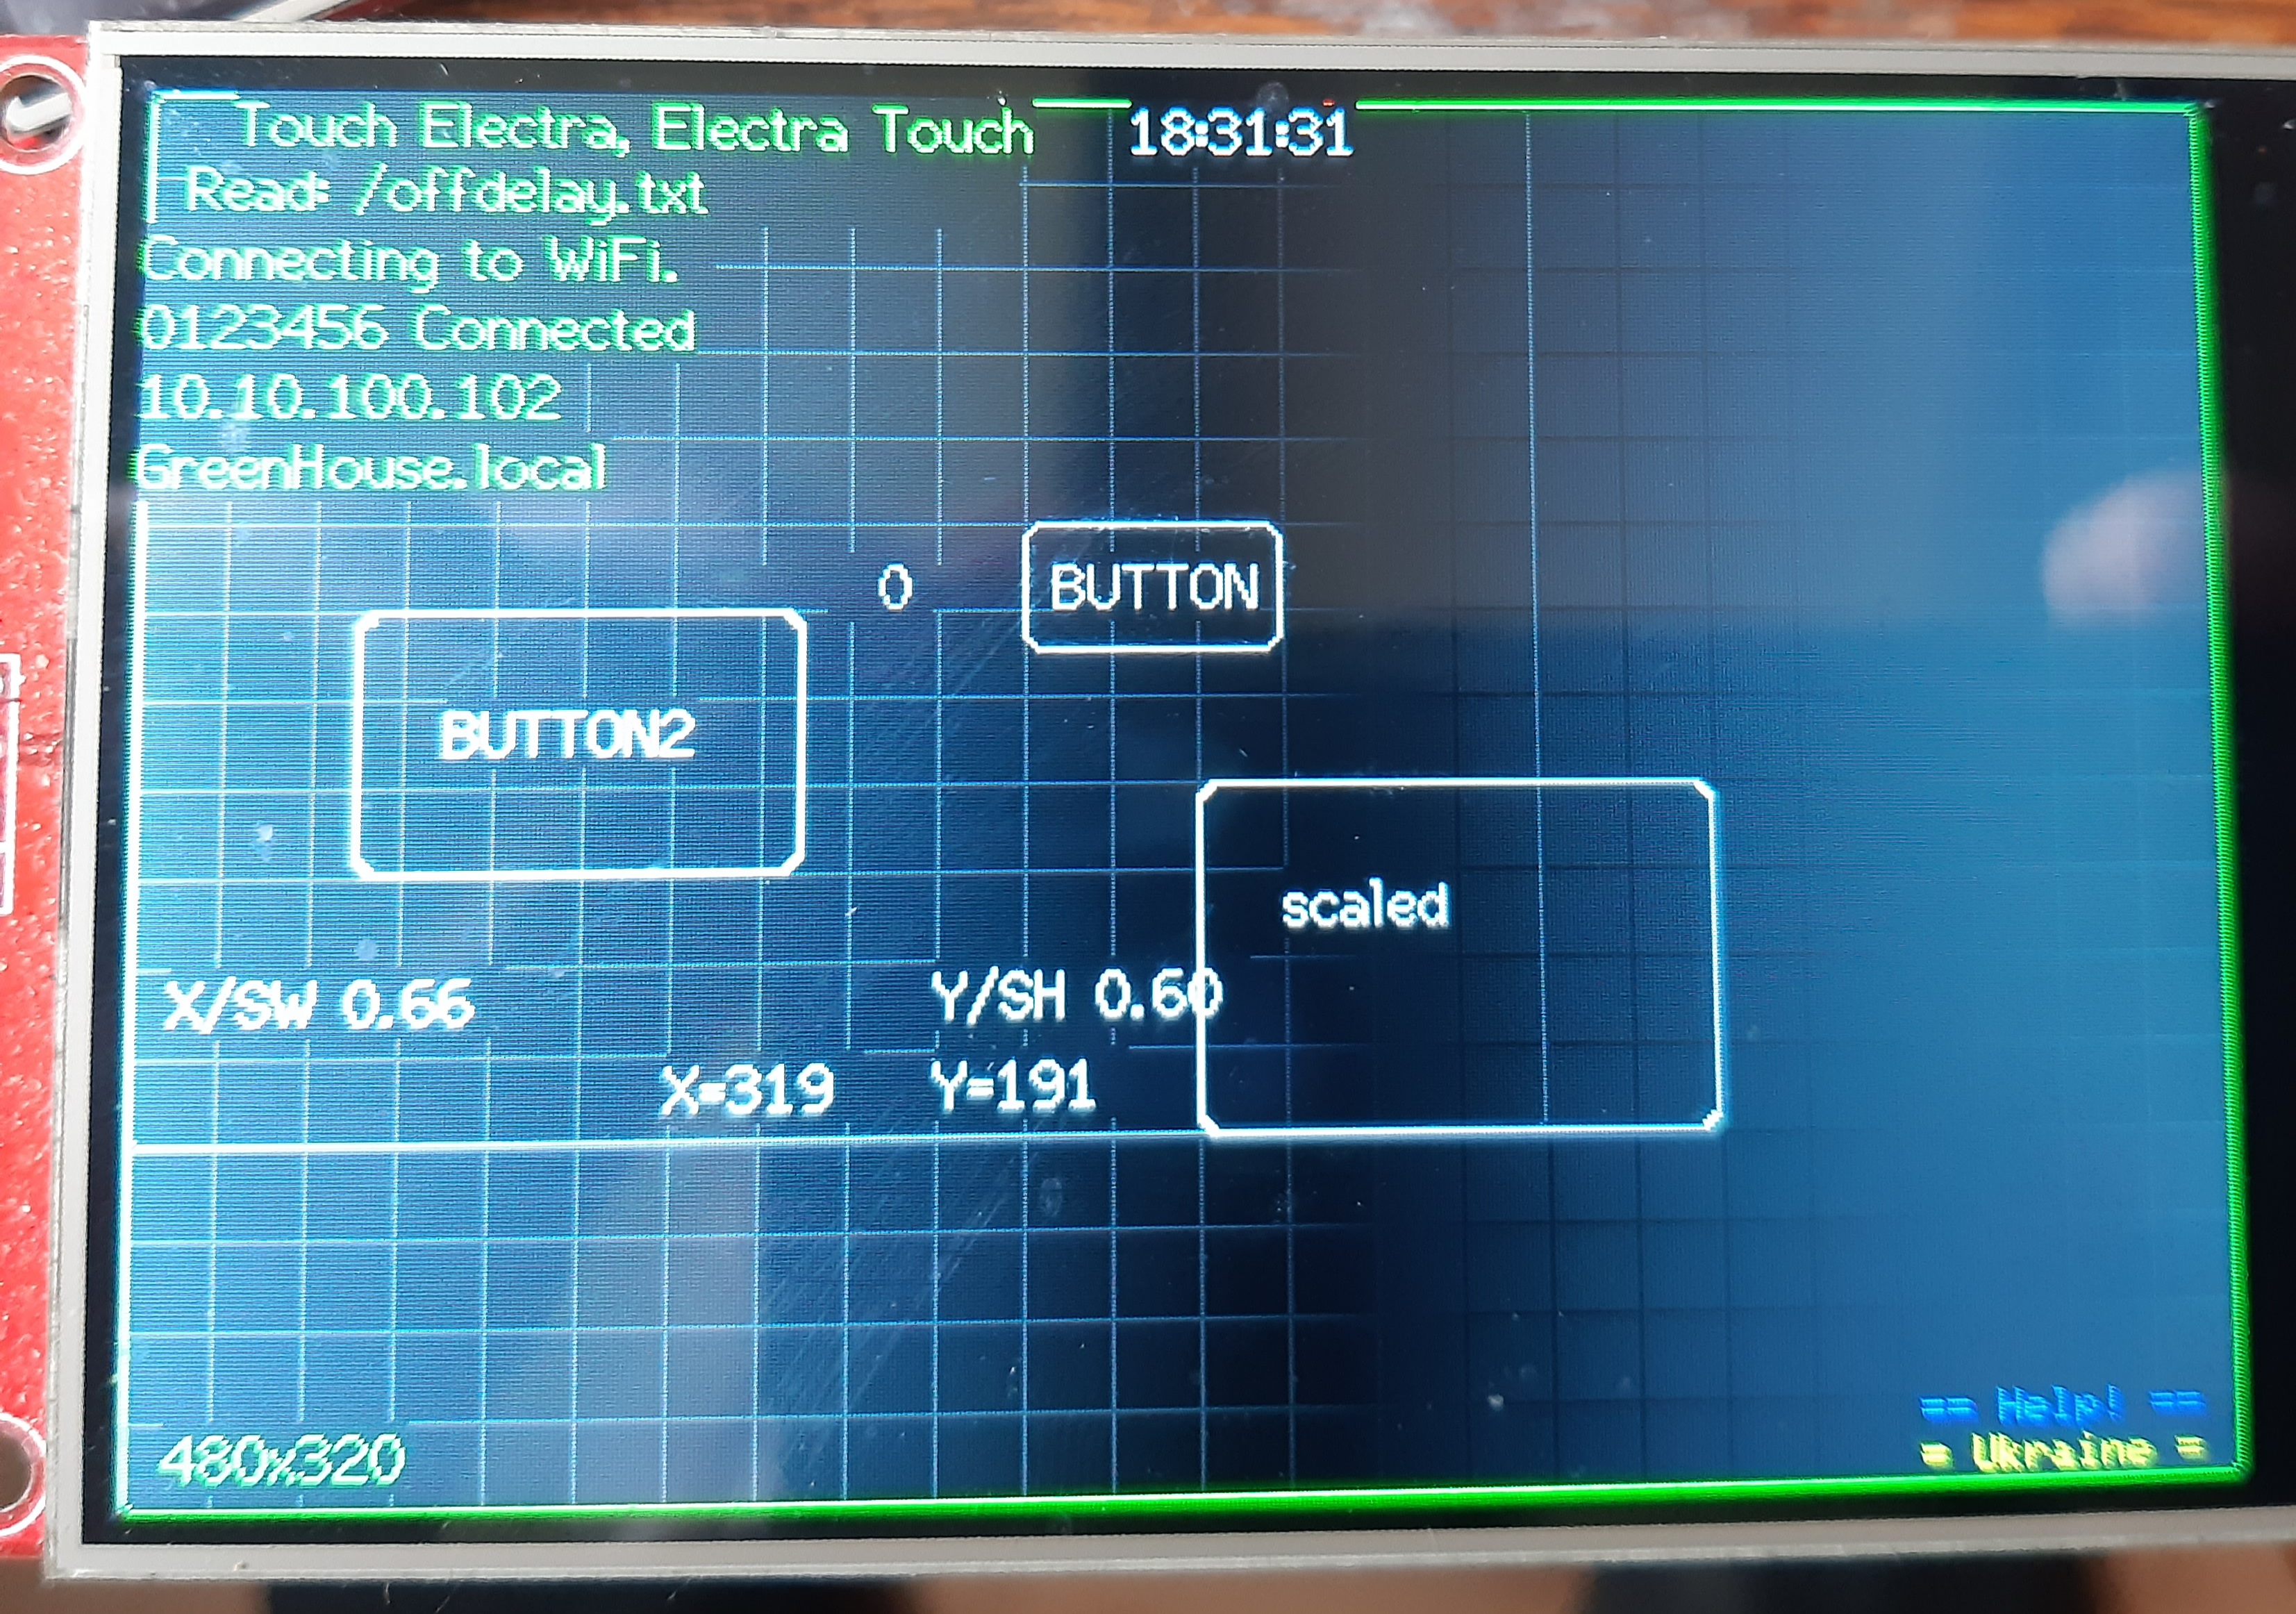 Touch Electra, Electra Touch 18:31:31
Read: /offdelay.txt
Connecting to WiFi.
0123456 Connected
10.10.100.102
GreenHouse.local
0 BUTTON
BUTTON2
scaled
X/SW 0.66 Y/SH 0.60
X=319 Y=191
480x320
== Help! ==
= Ukraine =